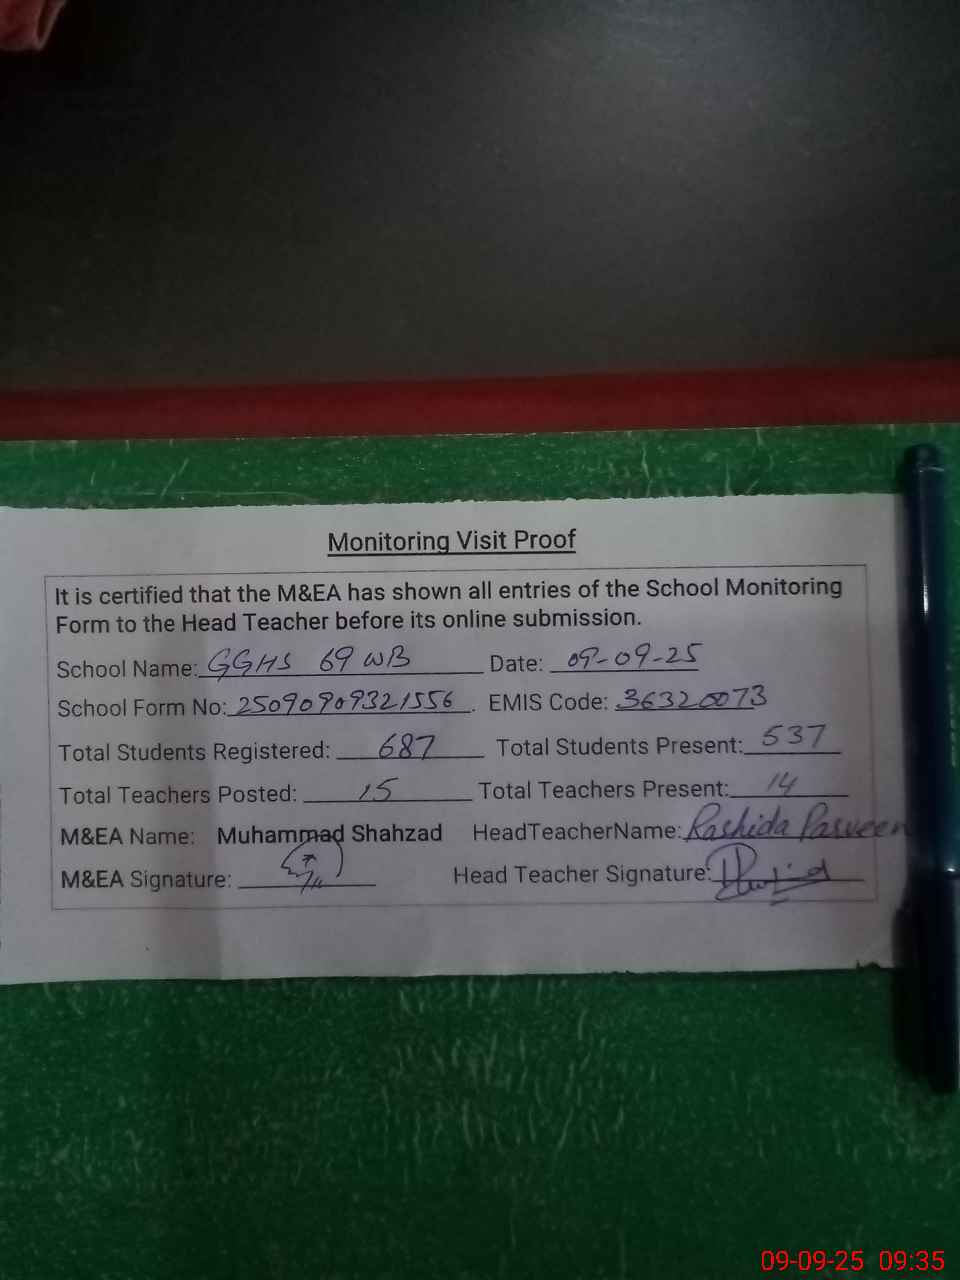 Monitoring Visit Proof
It is certified that the M&EA has shown all entries of the School Monitoring
Form to the Head Teacher before its online submission.
School Name: GGHS 69 WB Date: 09-09-25
School Form No: 25090909321556. EMIS Code: 36320073
Total Students Registered: 687 Total Students Present: 537
Total Teachers Posted: 15 Total Teachers Present: 14
M&EA Name: Muhammad Shahzad HeadTeacherName: Rashida Parveen
M&EA Signature: Head Teacher Signature:
09-09-25 09:35